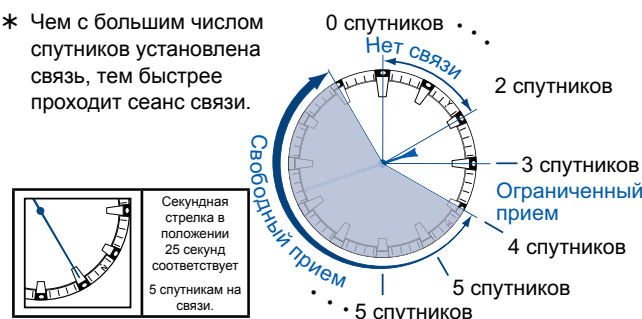 * Чем с большим числом
спутников установлена
связь, тем быстрее
проходит сеанс связи.
0 спутников
Нет связи
2 спутников
3 спутников
Ограниченный
прием
4 спутников
5 спутников
5 спутников
Свободный прием
Секундная
стрелка в
положении
25 секунд
соответствует
5 спутникам на
связи.
Y
N
N